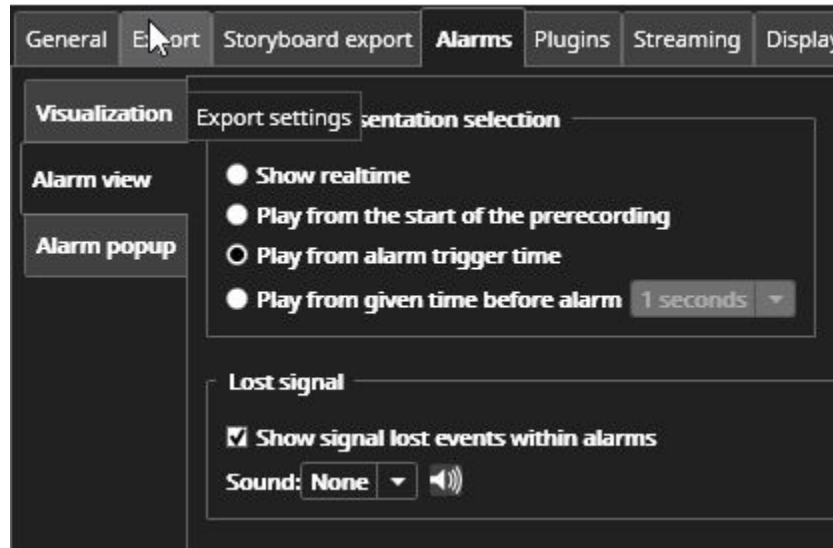 General Export Storyboard export Alarms Plugins Streaming Display
Visualization
Export settings
sentation selection
Alarm view
Show realtime
Play from the start of the prerecording
Alarm popup
Play from alarm trigger time
Play from given time before alarm 1 seconds
Lost signal
Show signal lost events within alarms
Sound: None